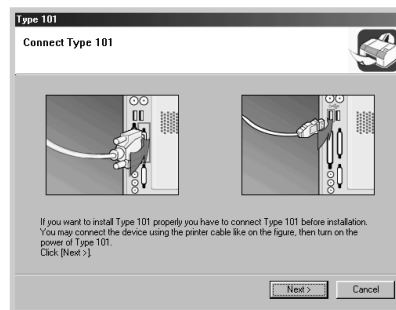 Type 101
Connect Type 101
If you want to install Type 101 properly you have to connect Type 101 before installation.
You may connect the device using the printer cable like on the figure, then turn on the
power of Type 101.
Click [Next >].
Next >
Cancel